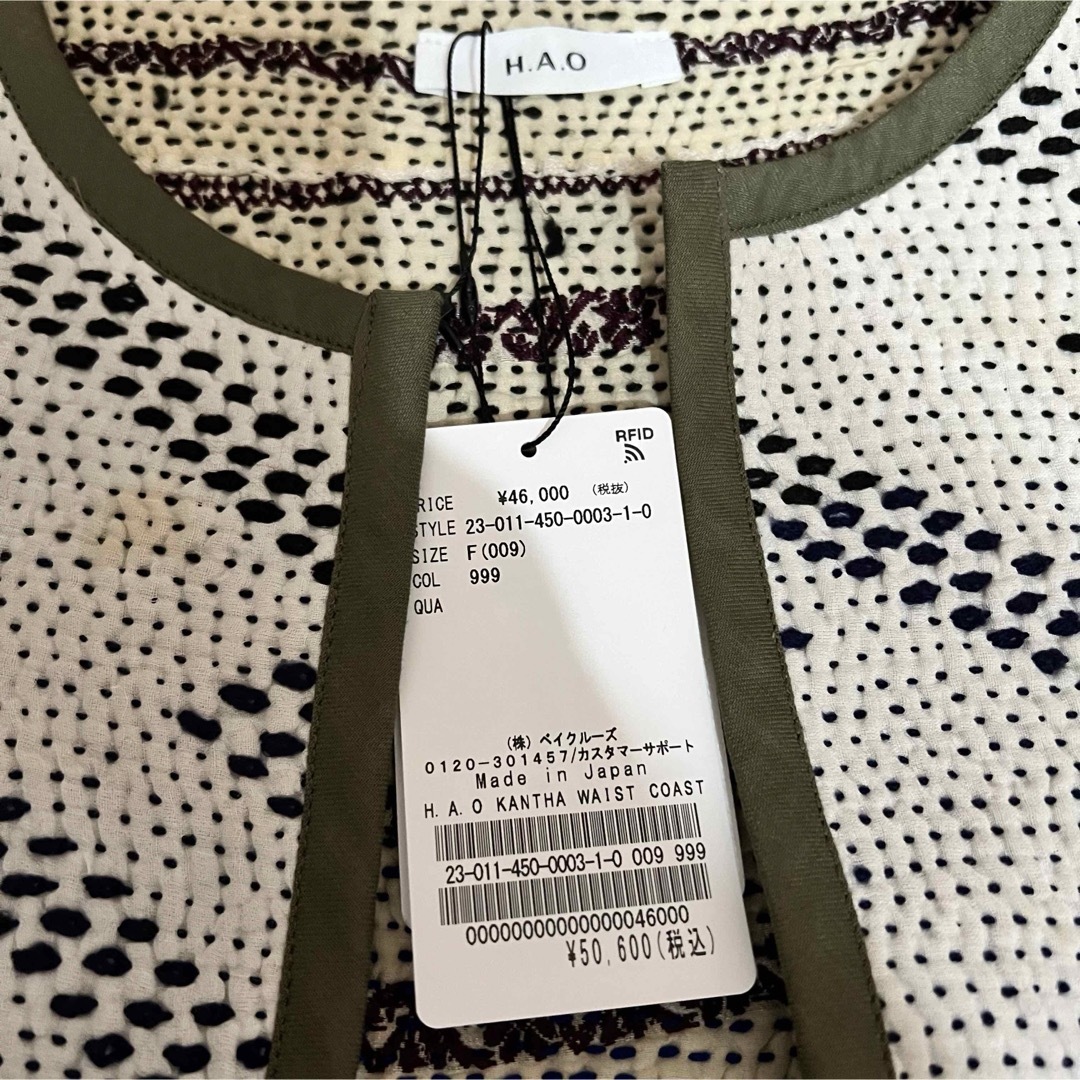 H.A.O
RFID
RICE ¥46,000 (税抜)
STYLE 23-011-450-0003-1-0
SIZE F(009)
COL 999
QUA
(株) ベイクルーズ
0120-301457/カスタマーサポート
Made in Japan
H.A.O KANTHA WAIST COAST
23-011-450-0003-1-0 009 999
00000000000000046000
¥50,600(税込)